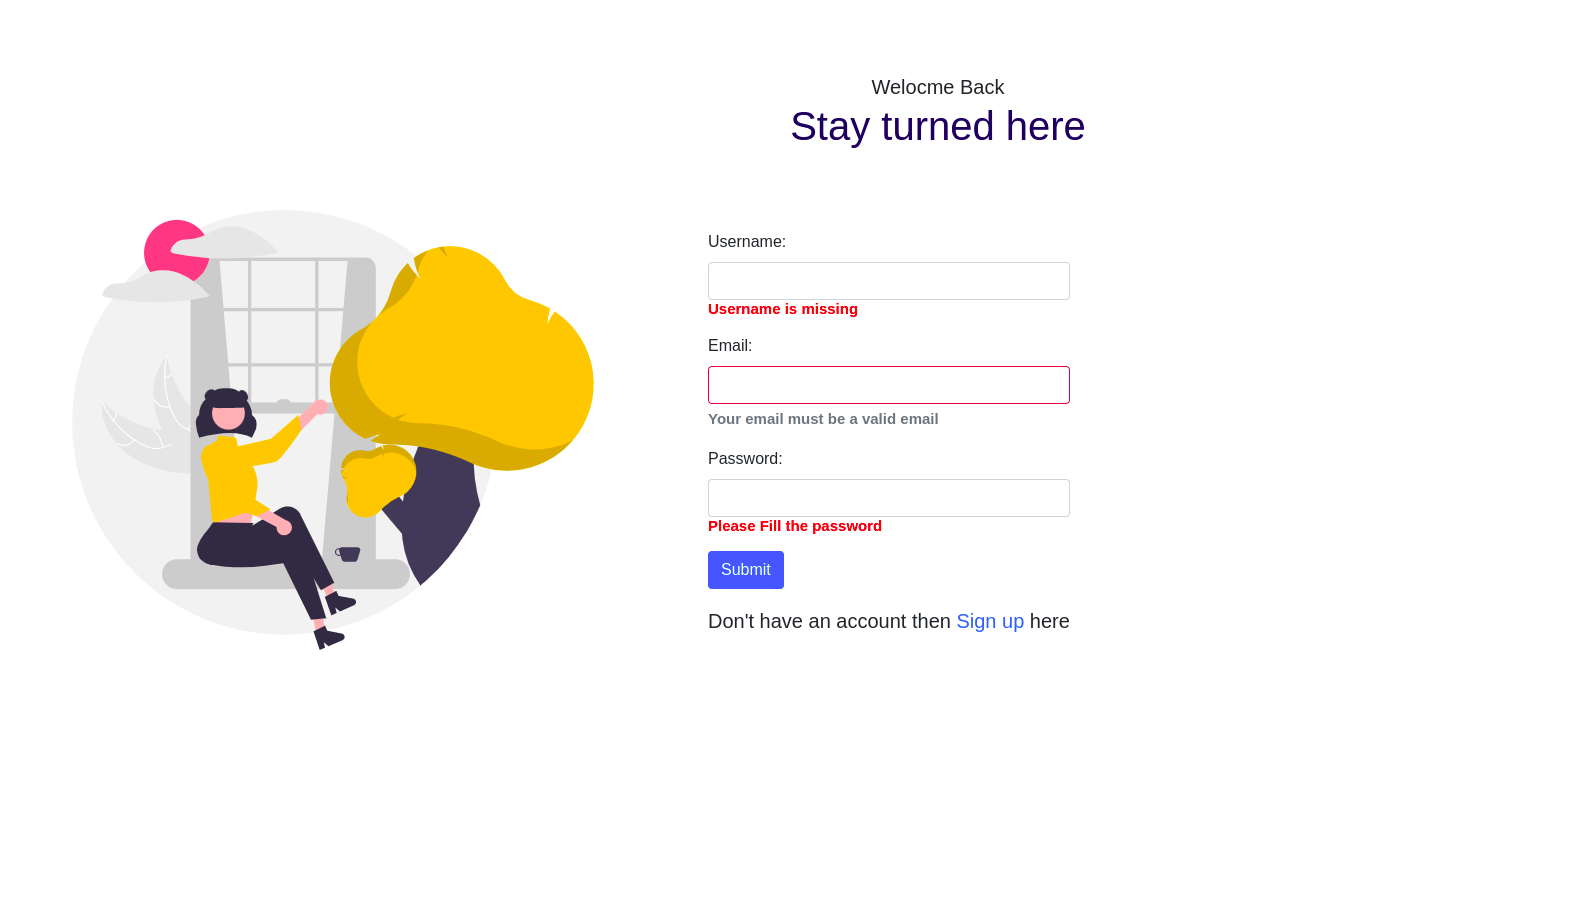 Welocme Back
Stay turned here
Username:
Username is missing
Email:
Your email must be a valid email
Password:
Please Fill the password
Submit
Don't have an account then Sign up here